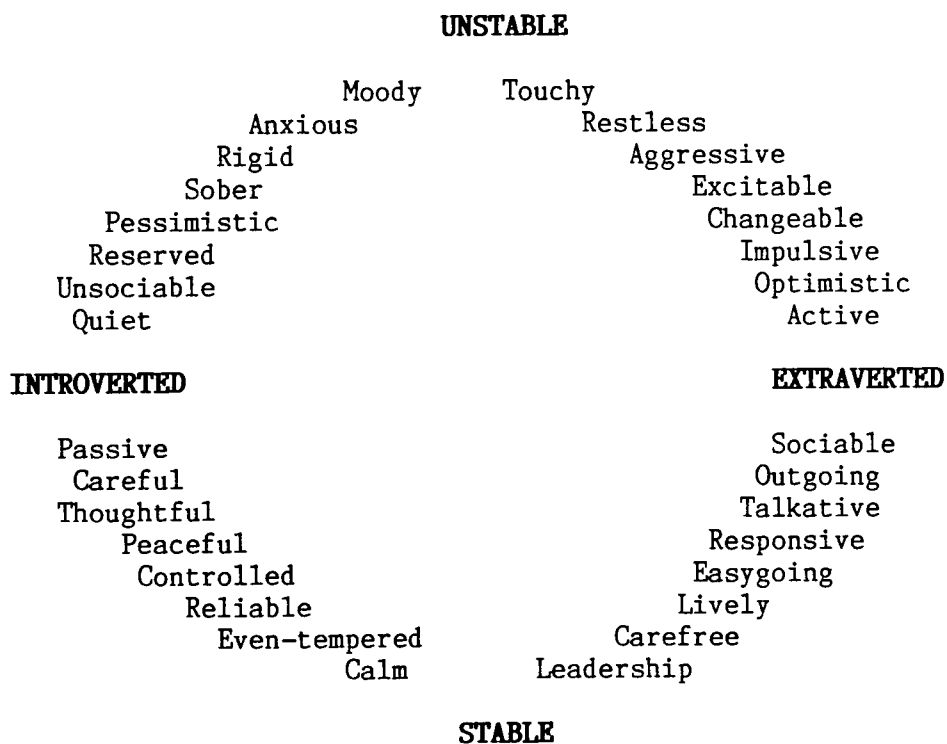 UNSTABLE
Moody Touchy
Anxious Restless
Rigid Aggressive
Sober Excitable
Pessimistic Changeable
Reserved Impulsive
Unsociable Optimistic
Quiet Active
INTROVERTED EXTRAVERTED
Passive Sociable
Careful Outgoing
Thoughtful Talkative
Peaceful Responsive
Controlled Easygoing
Reliable Lively
Even-tempered Carefree
Calm Leadership
STABLE